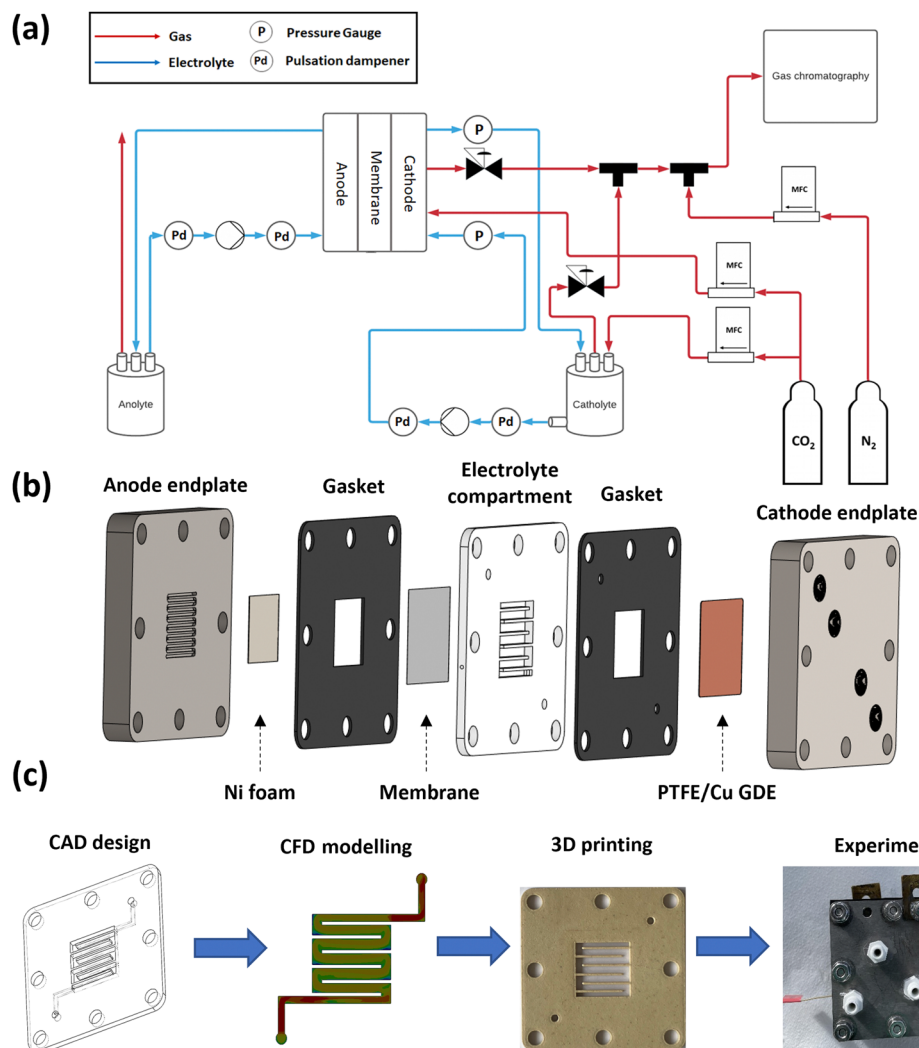 (a)
Gas
P
Pressure Gauge
Electrolyte
Pd
Pulsation dampener
Gas chromatography
P
Anode
Membrane
Cathode
MFC
Pd
Pd
P
MFC
MFC
Anolyte
Catholyte
Pd
Pd
CO2
N2
(b)
Anode endplate
Gasket
Electrolyte
compartment
Gasket
Cathode endplate
Ni foam
Membrane
PTFE/Cu GDE
(c)
CAD design
CFD modelling
3D printing
Experime